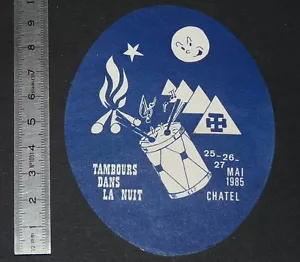 TAMBOURS
DANS
LA NUIT
25-26-
27
MAI
1985
CHATEL